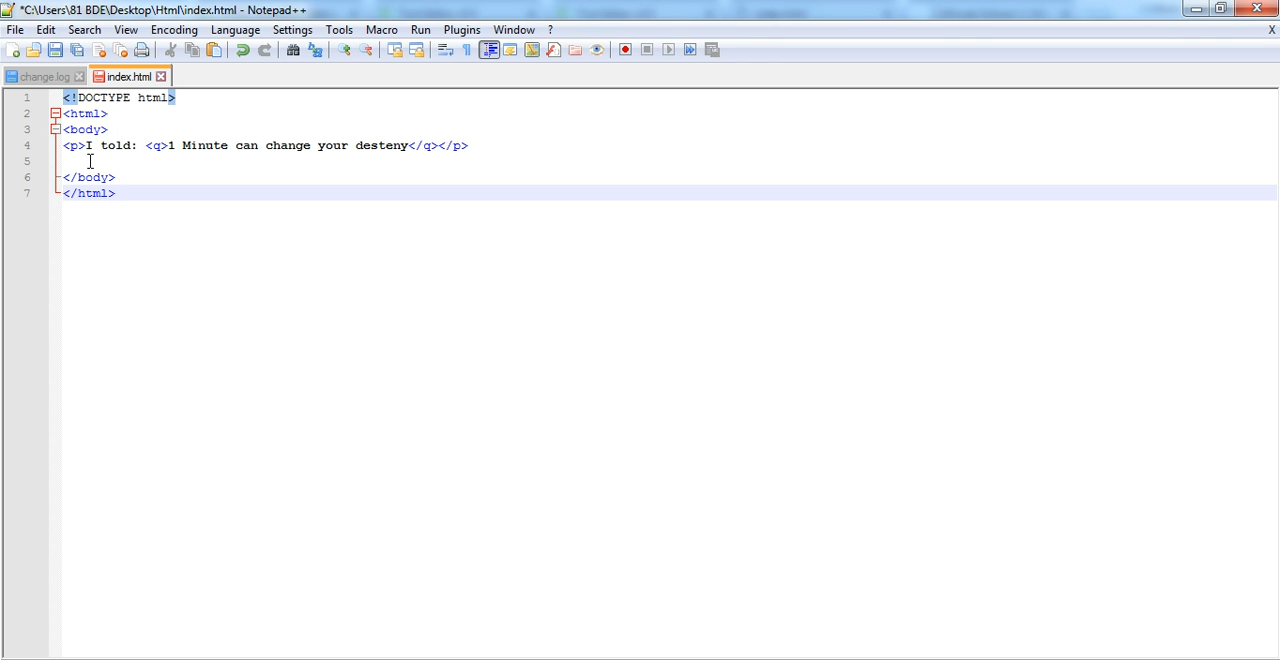 *C:\Users\81 BDE\Desktop\Html\index.html - Notepad++
File Edit Search View Encoding Language Settings Tools Macro Run Plugins Window ? X
change.log index.html
1 <!DOCTYPE html>
2 <html>
3 <body>
4 <p>I told: <q>1 Minute can change your desteny</q></p>
5
6 </body>
7 </html>